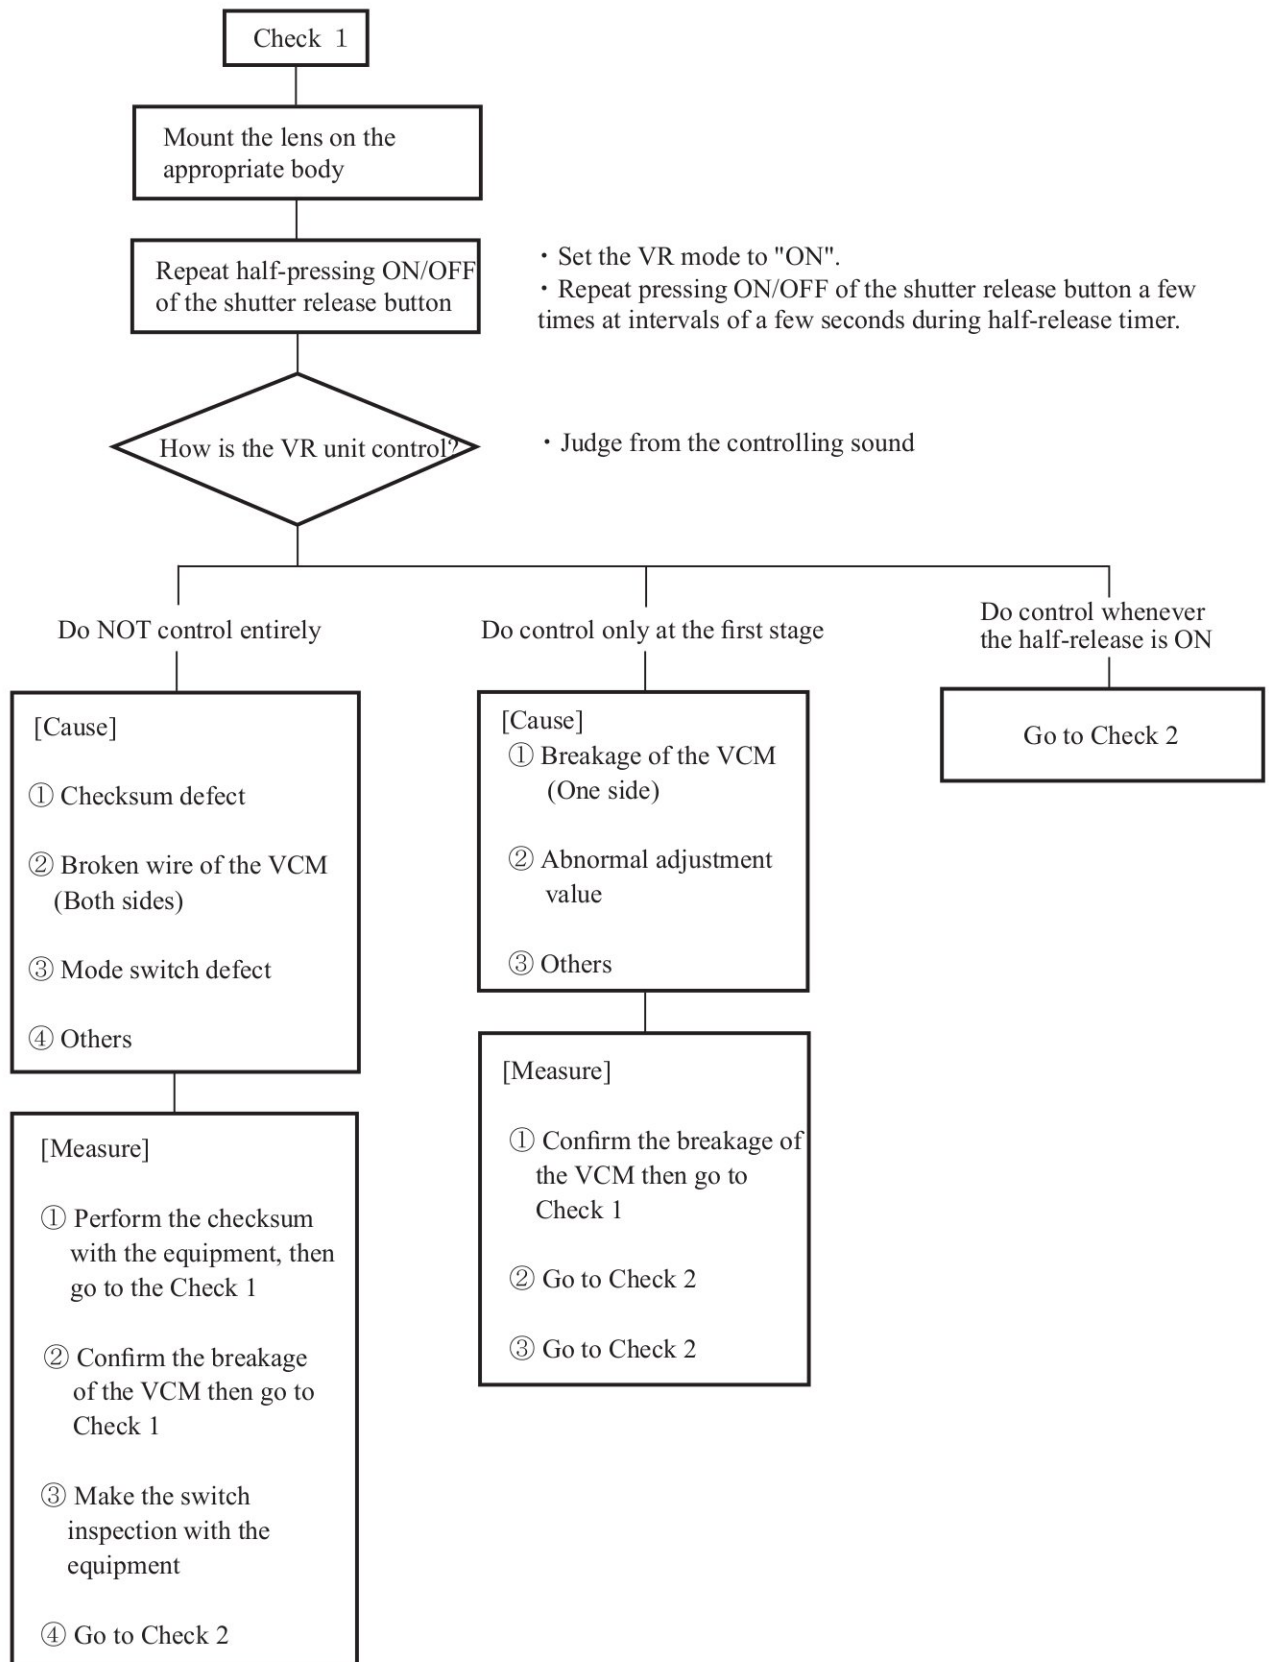 Check 1
Mount the lens on the
appropriate body
Repeat half-pressing ON/OFF
of the shutter release button
・Set the VR mode to "ON".
・Repeat pressing ON/OFF of the shutter release button a few
times at intervals of a few seconds during half-release timer.
How is the VR unit control?
・Judge from the controlling sound
Do NOT control entirely
[Cause]
① Checksum defect
② Broken wire of the VCM
(Both sides)
③ Mode switch defect
④ Others
[Measure]
① Perform the checksum
with the equipment, then
go to the Check 1
② Confirm the breakage
of the VCM then go to
Check 1
③ Make the switch
inspection with the
equipment
④ Go to Check 2
Do control only at the first stage
[Cause]
① Breakage of the VCM
(One side)
② Abnormal adjustment
value
③ Others
[Measure]
① Confirm the breakage of
the VCM then go to
Check 1
② Go to Check 2
③ Go to Check 2
Do control whenever
the half-release is ON
Go to Check 2